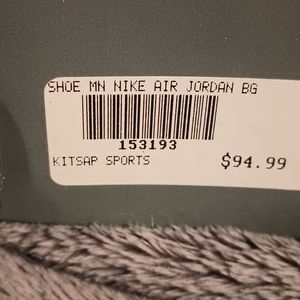 SHOE MN NIKE AIR JORDAN BG
153193
KITSAP SPORTS $94.99